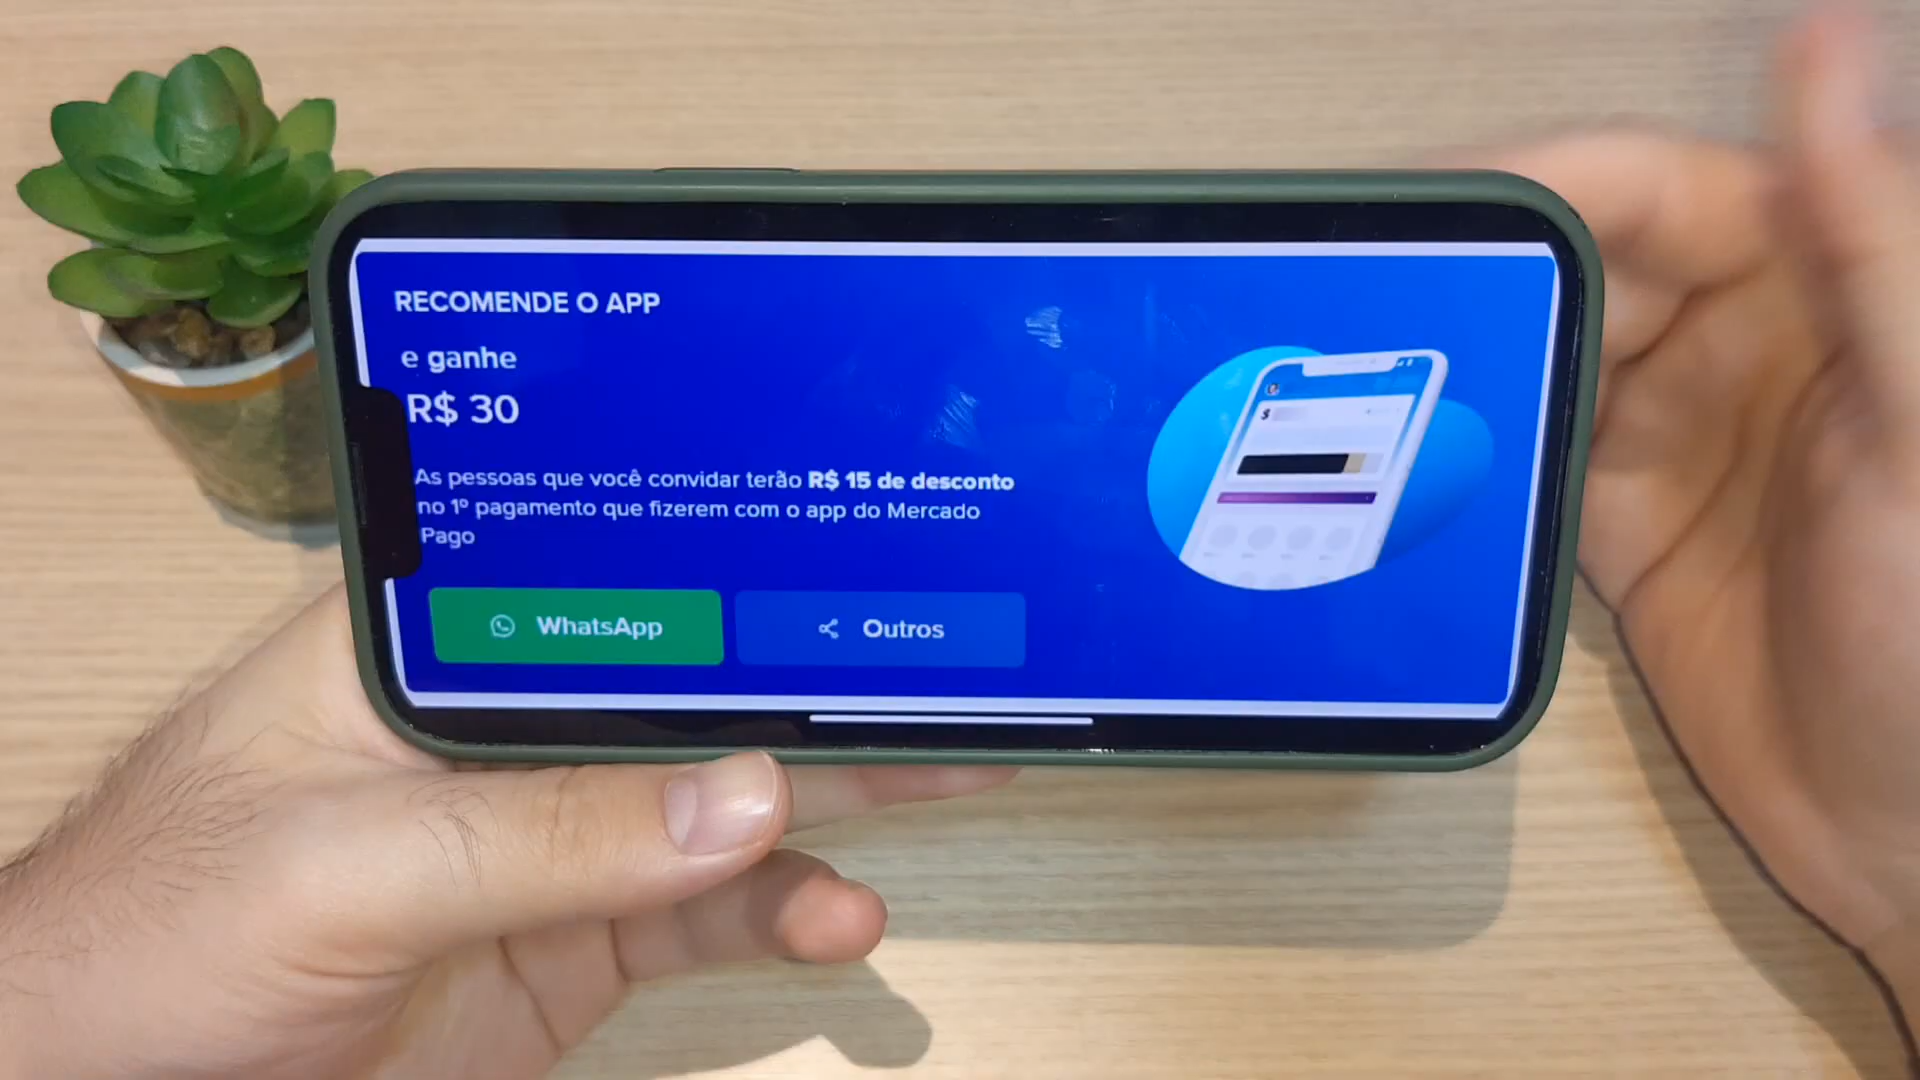 RECOMENDE O APP
e ganhe
R$ 30
As pessoas que você convidar terão R$ 15 de desconto
no 1º pagamento que fizerem com o app do Mercado
Pago
WhatsApp
Outros
$